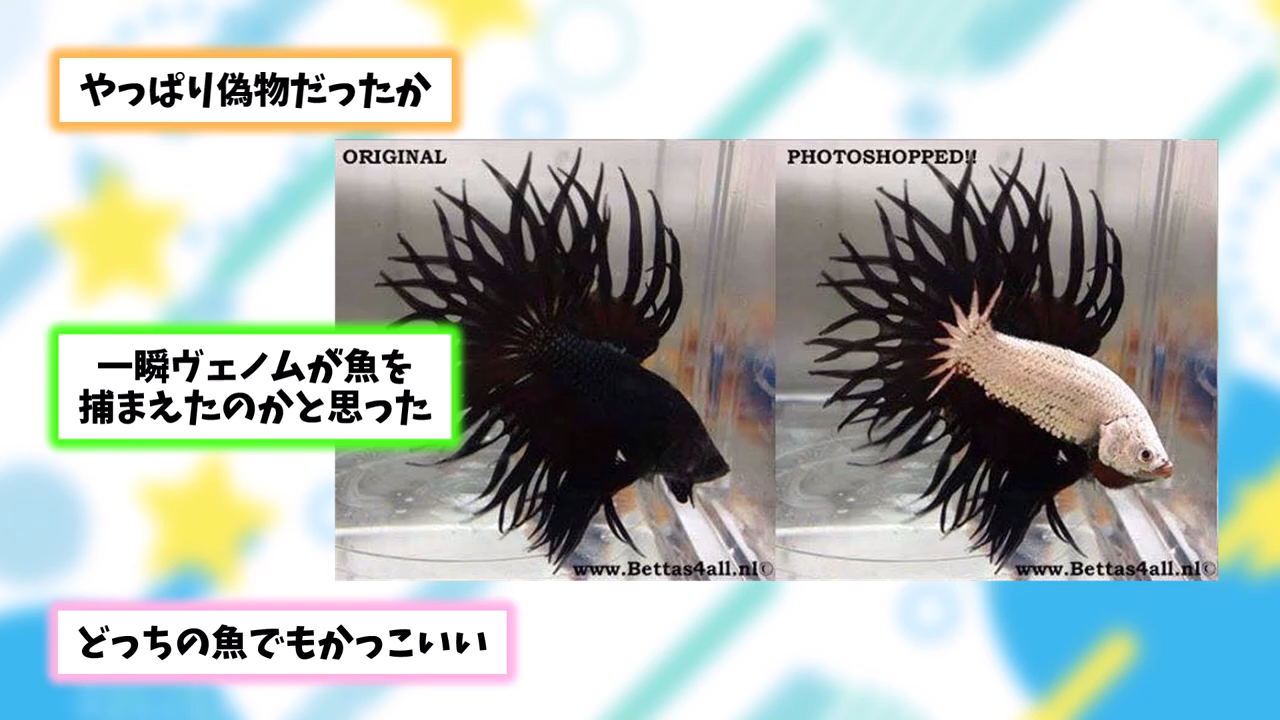 やっぱり偽物だったか
ORIGINAL
PHOTOSHOPPED!!
一瞬ヴェノムが魚を
捕まえたのかと思った
www.Bettas4all.nl©
www.Bettas4all.nl©
どっちの魚でもかっこいい